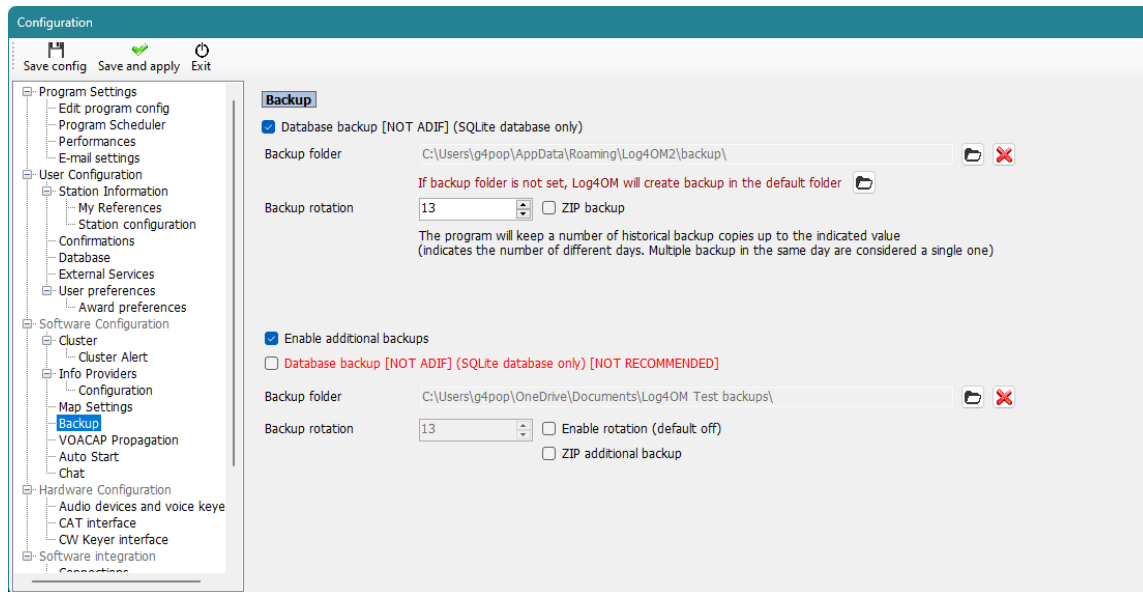 Configuration
Save config Save and apply Exit
Program Settings
Edit program config
Program Scheduler
Performances
E-mail settings
User Configuration
Station Information
My References
Station configuration
Confirmations
Database
External Services
User preferences
Award preferences
Software Configuration
Cluster
Cluster Alert
Info Providers
Configuration
Map Settings
Backup
VOACAP Propagation
Auto Start
Chat
Hardware Configuration
Audio devices and voice keye
CAT interface
CW Keyer interface
Software integration
Connections
Backup
Database backup [NOT ADIF] (SQLite database only)
Backup folder C:\Users\g4pop\AppData\Roaming\Log4OM2\backup\
If backup folder is not set, Log4OM will create backup in the default folder
Backup rotation 13 ZIP backup
The program will keep a number of historical backup copies up to the indicated value
(indicates the number of different days. Multiple backup in the same day are considered a single one)
Enable additional backups
Database backup [NOT ADIF] (SQLite database only) [NOT RECOMMENDED]
Backup folder C:\Users\g4pop\OneDrive\Documents\Log4OM Test backups\
Backup rotation 13 Enable rotation (default off)
ZIP additional backup